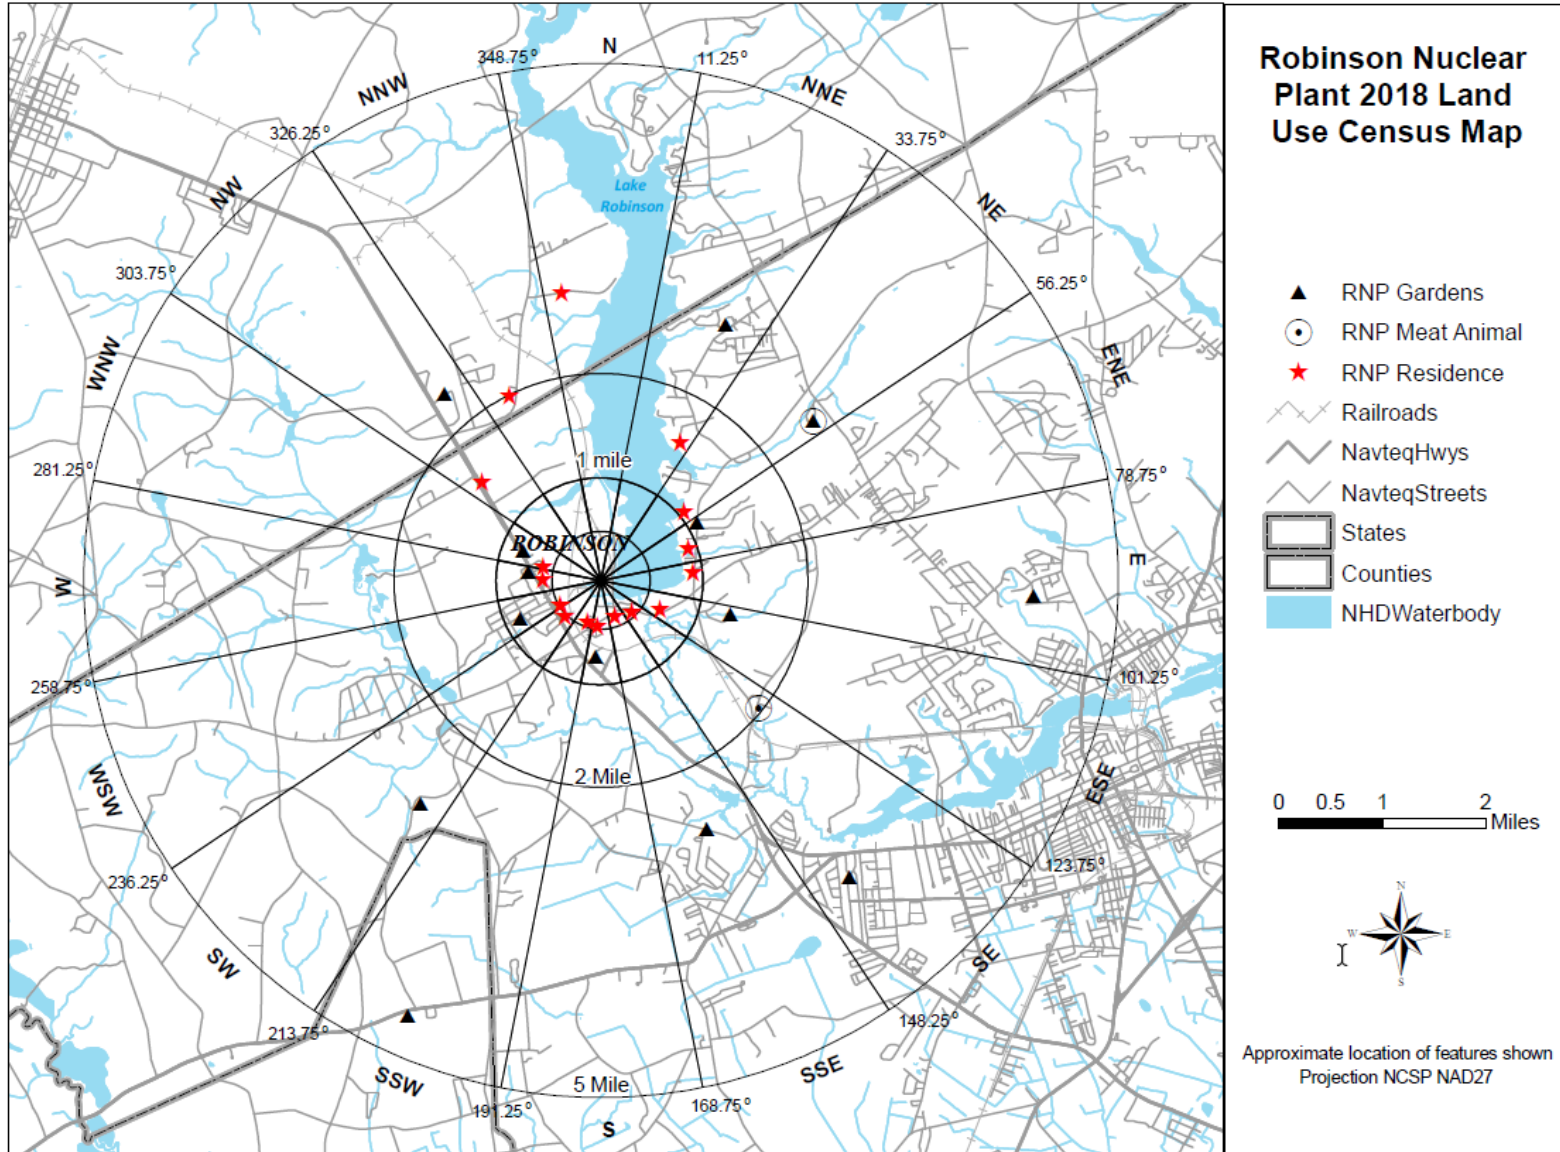 Robinson Nuclear
Plant 2018 Land
Use Census Map
N
348.75°
11.25°
NNW
NNE
326.25°
33.75°
NW
NE
Lake
Robinson
303.75°
56.25°
WNW
ENE
281.25°
1 mile
78.75°
ROBINSON
W
E
258.75°
101.25°
2 Mile
WSW
ESE
236.25°
123.75°
SW
SE
213.75°
148.25°
SSW
5 Mile
SSE
191.25°
168.75°
S
RNP Gardens
RNP Meat Animal
RNP Residence
Railroads
NavteqHwys
NavteqStreets
States
Counties
NHDWaterbody
0 0.5 1 2
Miles
N
W E
S
Approximate location of features shown
Projection NCSP NAD27